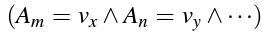 (A_m = v_x ∧ A_n = v_y ∧ ⋯)